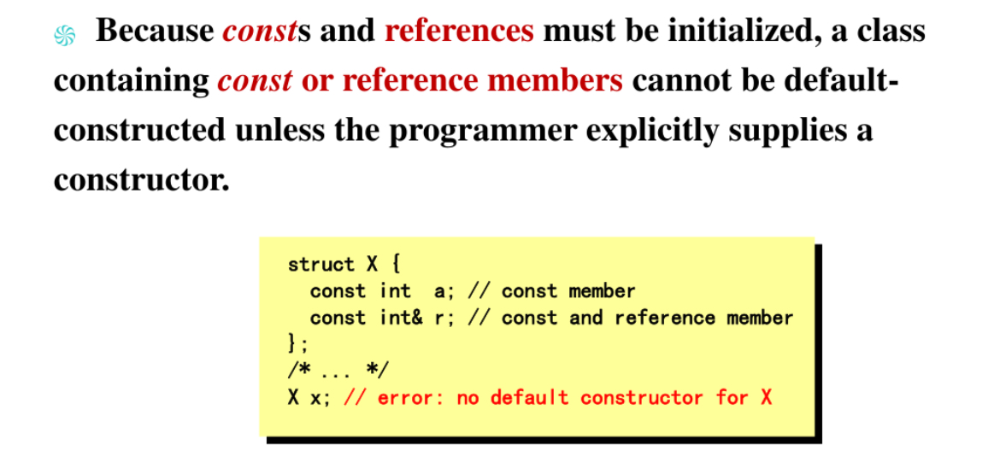 Because consts and references must be initialized, a class
containing const or reference members cannot be default-
constructed unless the programmer explicitly supplies a
constructor.
struct X {
  const int  a; // const member
  const int& r; // const and reference member
};
/* ... */
X x; // error: no default constructor for X